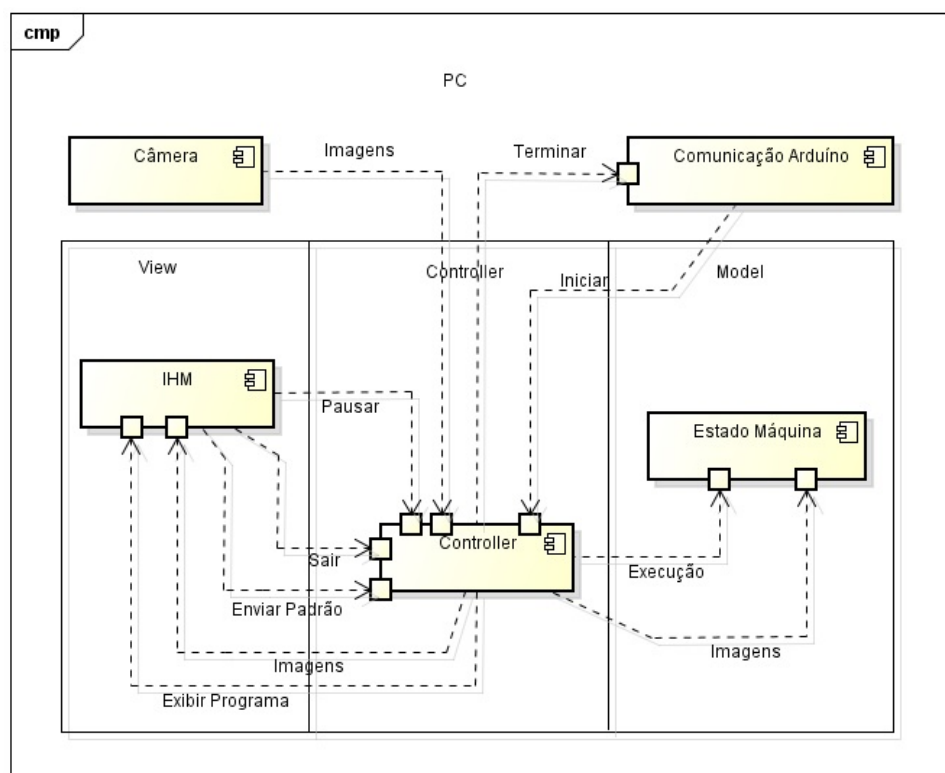 cmp
PC
Câmera
Imagens
Terminar
Comunicação Arduíno
View
Controller
Iniciar
Model
IHM
Pausar
Estado Máquina
Controller
Sair
Execução
Enviar Padrão
Imagens
Imagens
Exibir Programa